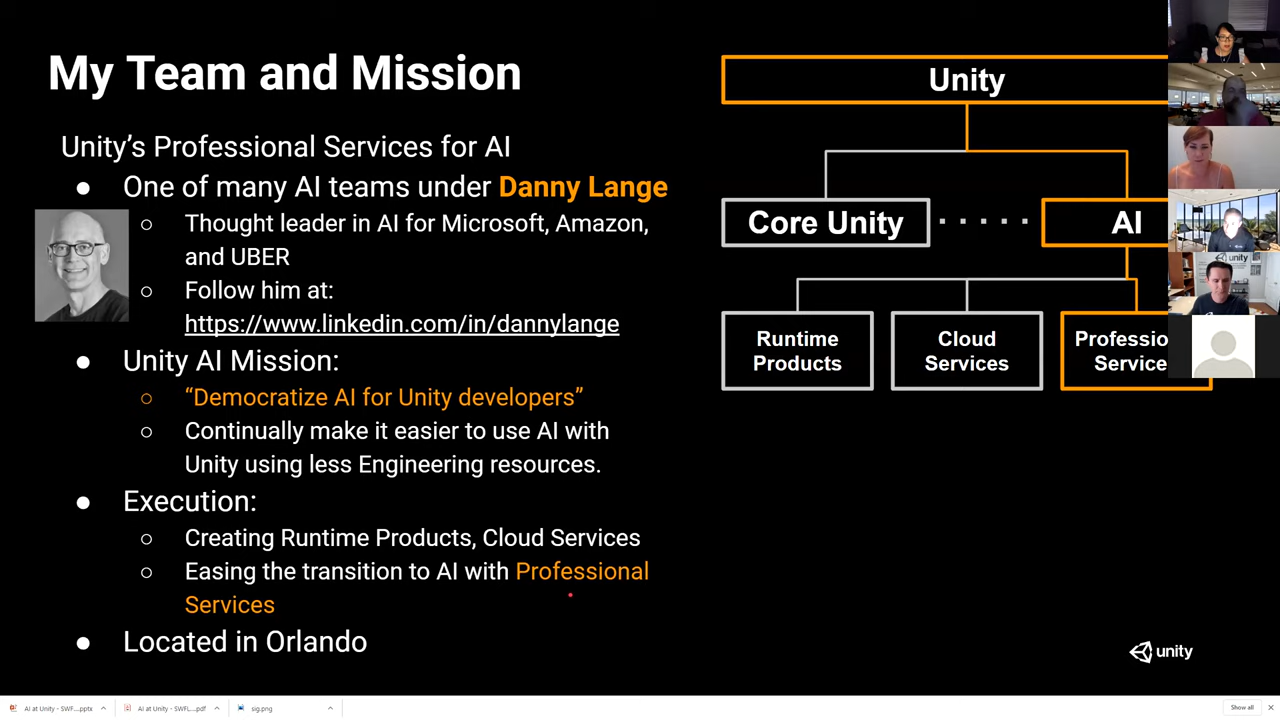 My Team and Mission
Unity's Professional Services for AI
● One of many AI teams under Danny Lange
○ Thought leader in AI for Microsoft, Amazon,
and UBER
○ Follow him at:
https://www.linkedin.com/in/dannylange
● Unity AI Mission:
○ “Democratize AI for Unity developers”
○ Continually make it easier to use AI with
Unity using less Engineering resources.
● Execution:
○ Creating Runtime Products, Cloud Services
○ Easing the transition to AI with Professional
Services
● Located in Orlando
Unity
Core Unity
AI
Runtime
Products
Cloud
Services
Professio
Service
unity
unity
AI at Unity - SWF....pptx
AI at Unity - SWFL....pdf
sig.png
Show all